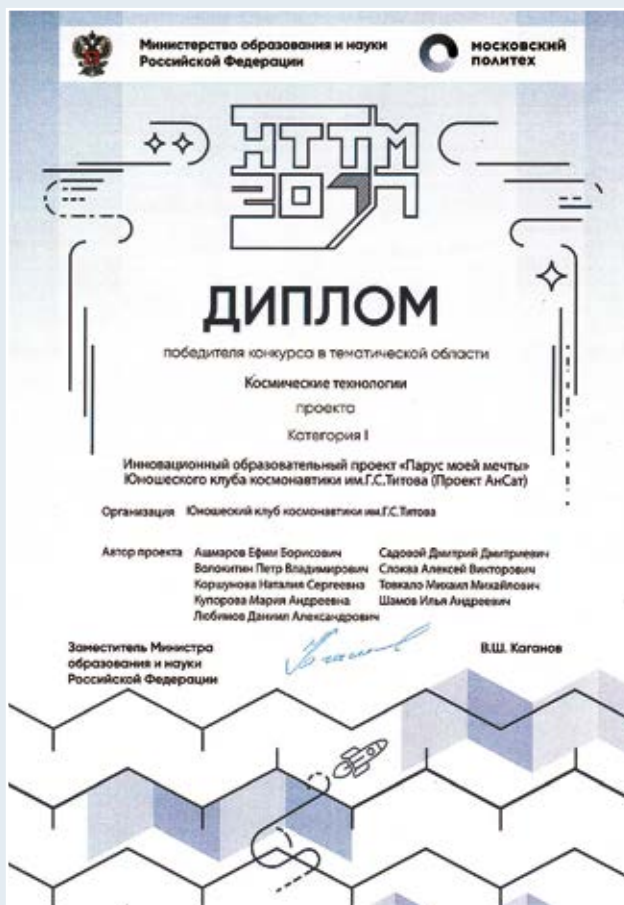 Министерство образования и науки
Российской Федерации
московский
политех
НТТМ
2017
ДИПЛОМ
победителя конкурса в тематической области
Космические технологии
проекта
Категория I
Инновационный образовательный проект «Парус моей мечты»
Юношеского клуба космонавтики им.Г.С.Титова (Проект АнСат)
Организация Юношеский клуб космонавтики им.Г.С.Титова
Автор проекта Ашмаров Ефим Борисович Садовой Дмитрий Дмитриевич
Волокитин Петр Владимирович Слоква Алексей Викторович
Коршунова Наталия Сергеевна Товкало Михаил Михайлович
Купорова Мария Андреевна Шамов Илья Андреевич
Любимов Даниил Александрович
Заместитель Министра
образования и науки
Российской Федерации
В.Ш. Каганов